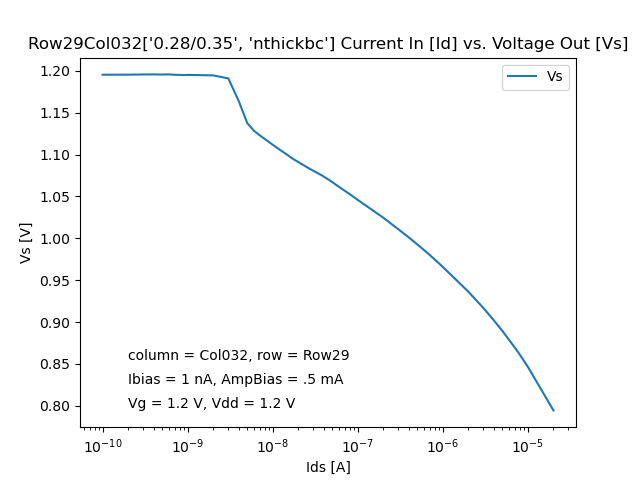 Row29Col032['0.28/0.35', 'nthickbc'] Current In [Id] vs. Voltage Out [Vs]
Vs
1.20
1.15
1.10
1.05
1.00
0.95
0.90
0.85
0.80
Vs [V]
column = Col032, row = Row29
Ibias = 1 nA, AmpBias = .5 mA
Vg = 1.2 V, Vdd = 1.2 V
10⁻¹⁰ 10⁻⁹ 10⁻⁸ 10⁻⁷ 10⁻⁶ 10⁻⁵
Ids [A]